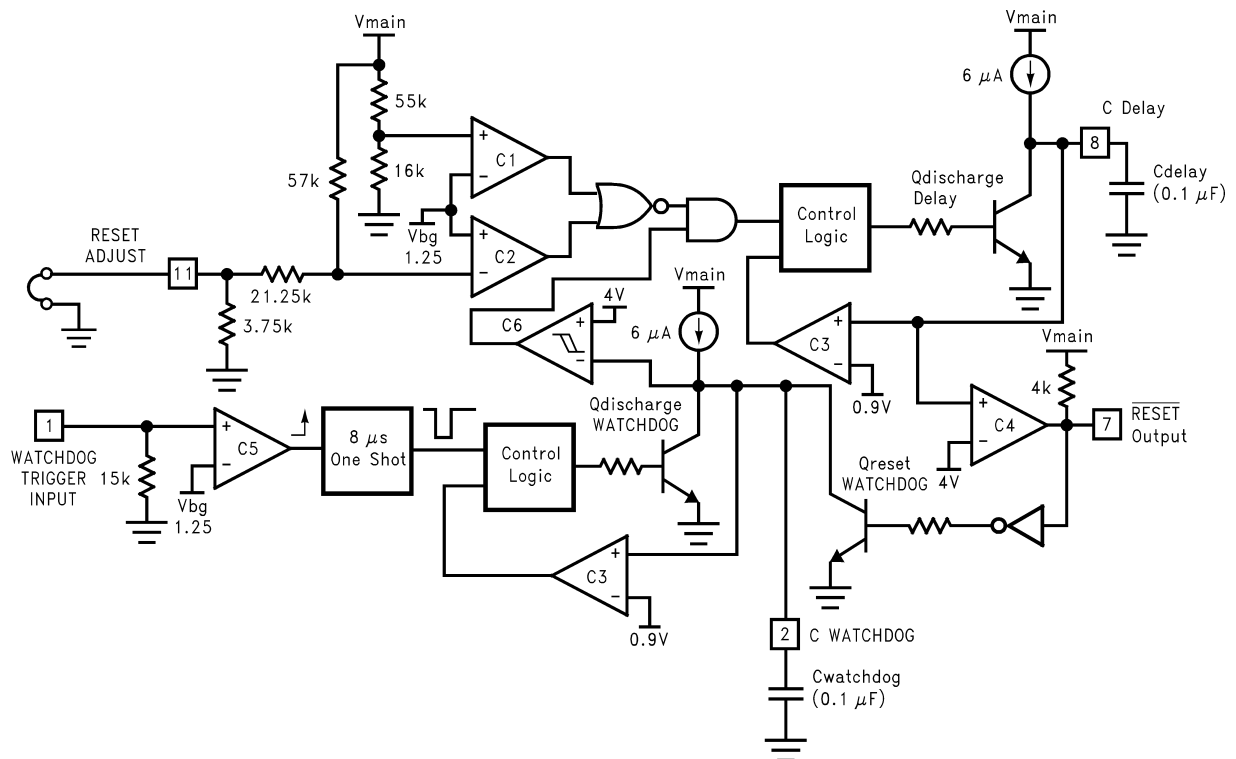 Vmain
55k
16k
57k
C1
C2
Vbg
1.25
RESET
ADJUST
11
21.25k
3.75k
Control
Logic
Qdischarge
Delay
Vmain
6 μA
C Delay
8
Cdelay
(0.1 μF)
C6
4V
Vmain
6 μA
C3
0.9V
Vmain
4k
C4
4V
7
RESET
Output
1
WATCHDOG
TRIGGER
INPUT
15k
C5
Vbg
1.25
8 μs
One Shot
Control
Logic
Qdischarge
WATCHDOG
Qreset
WATCHDOG
C3
0.9V
2
C WATCHDOG
Cwatchdog
(0.1 μF)